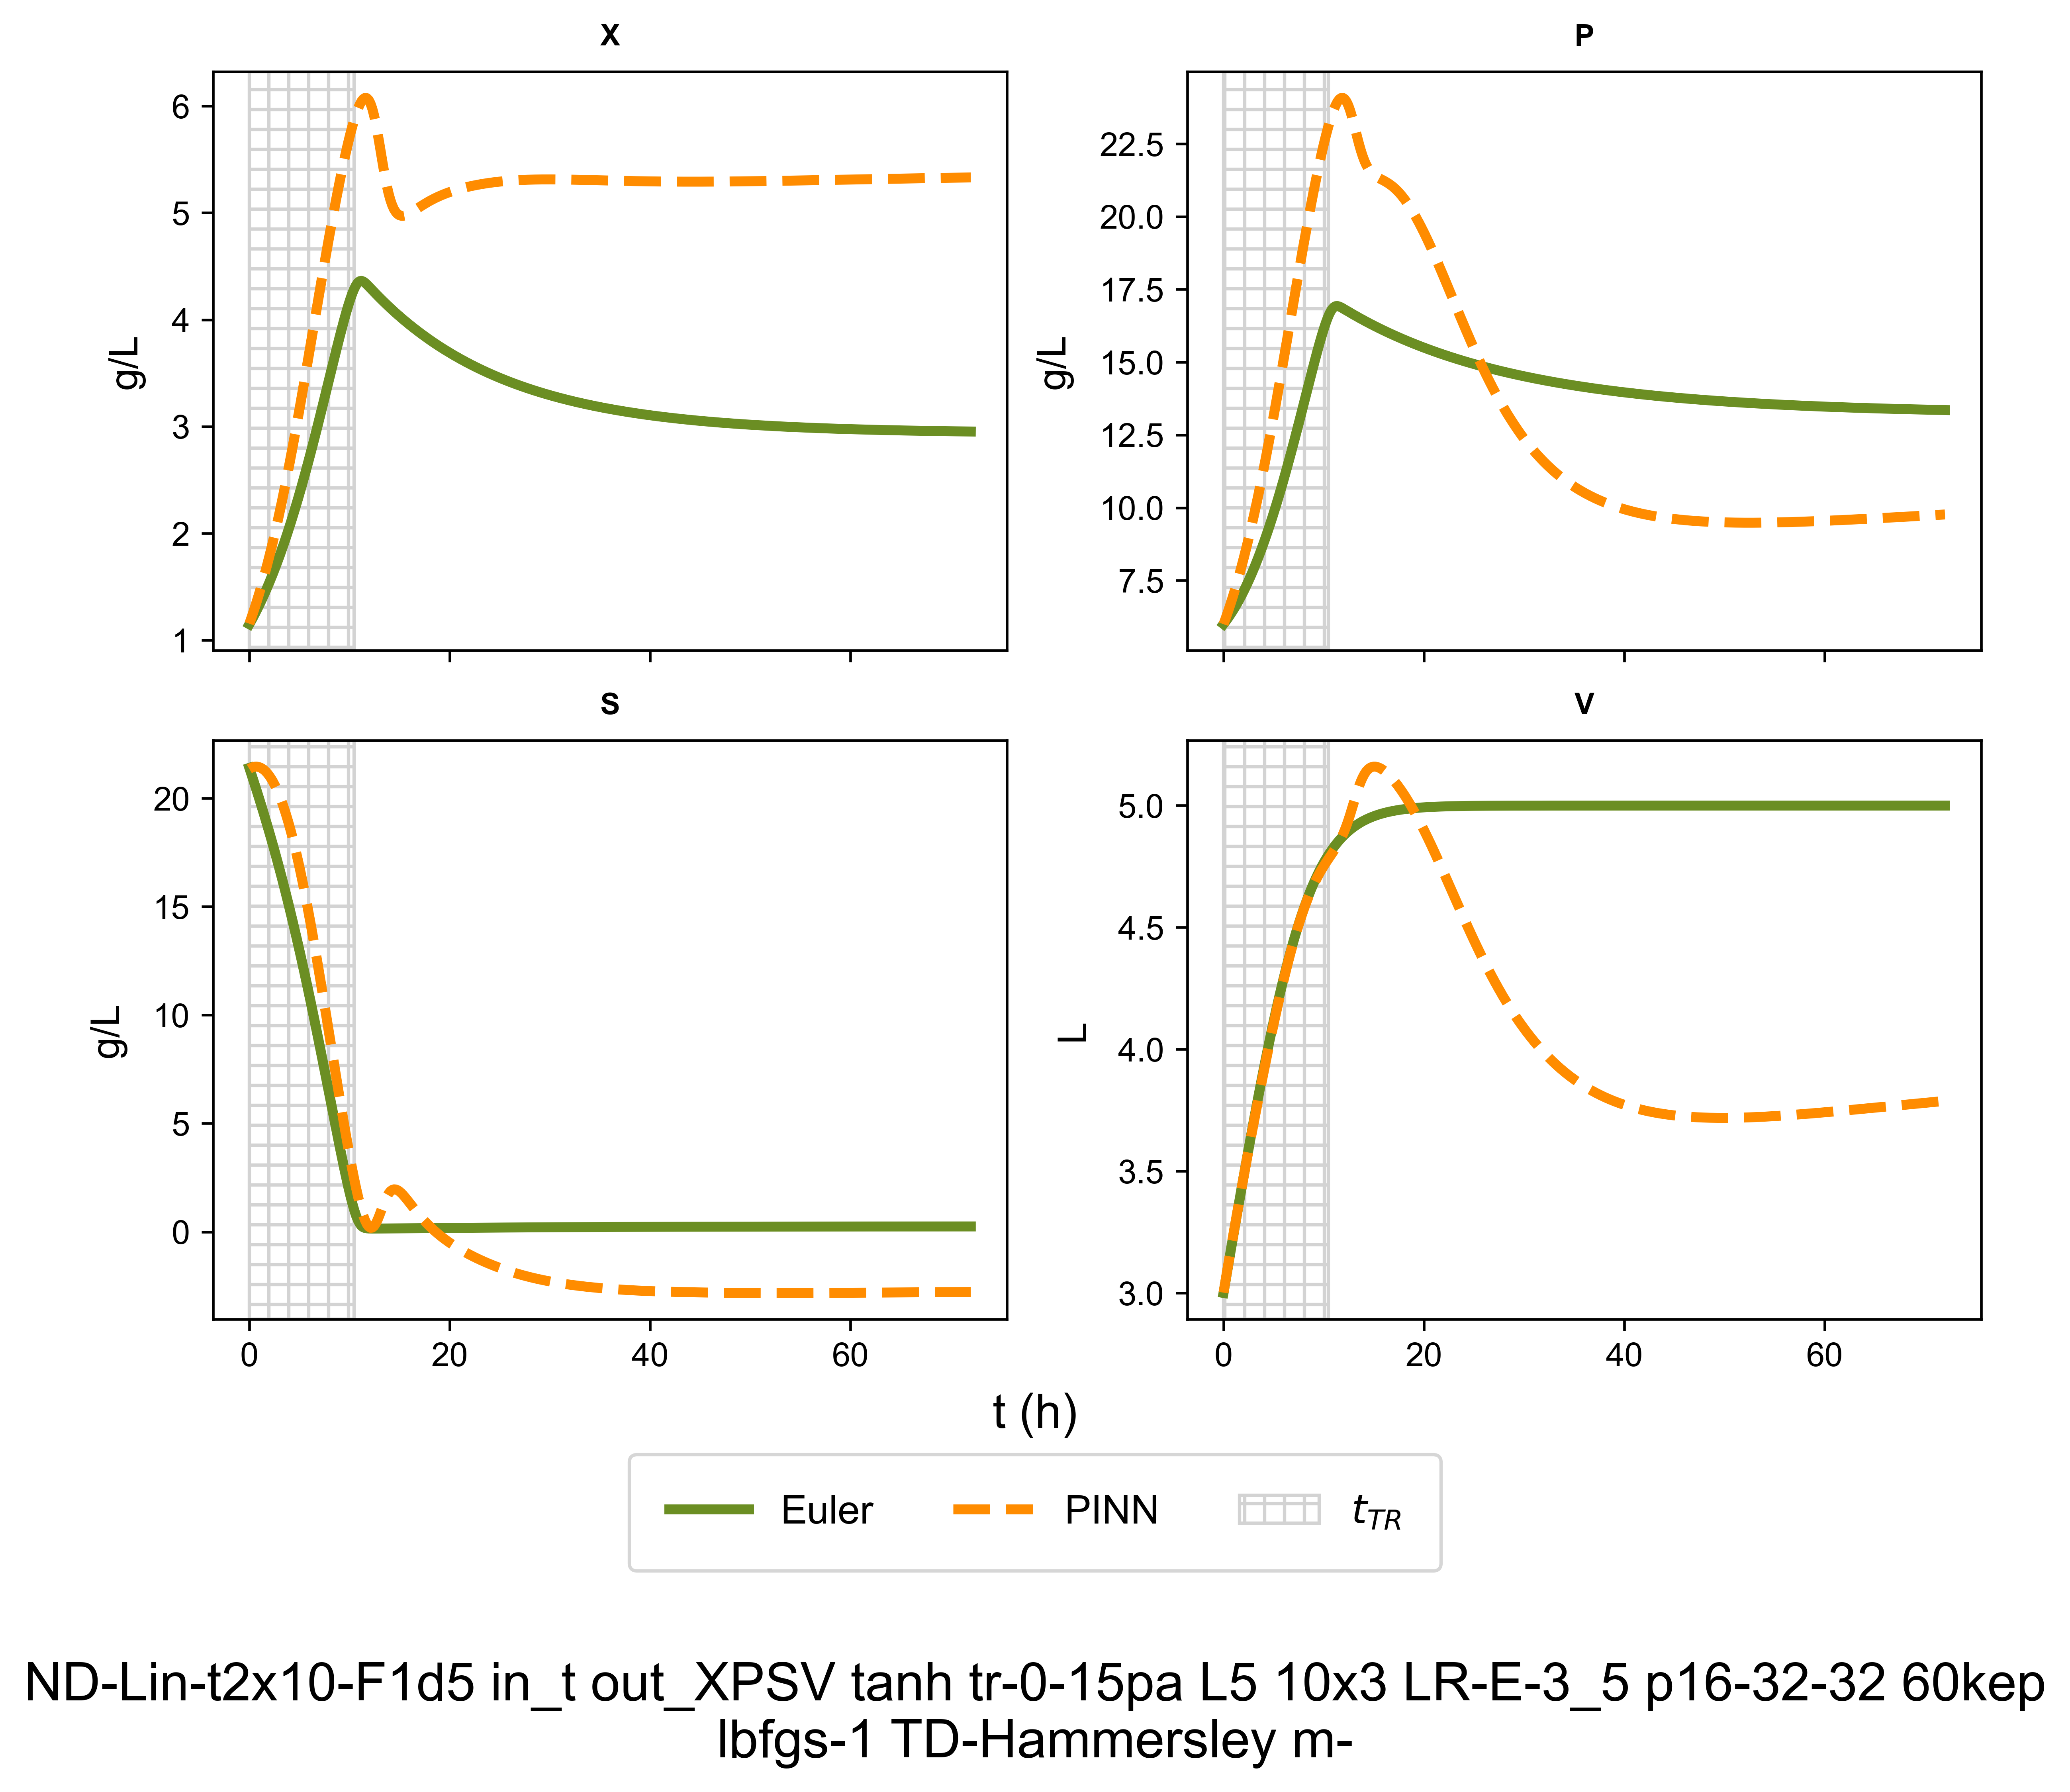 X
P
6
5
4
3
2
1
g/L
22.5
20.0
17.5
15.0
12.5
10.0
7.5
g/L
S
V
20
15
10
5
0
g/L
0 20 40 60
5.0
4.5
4.0
3.5
3.0
L
0 20 40 60
t (h)
Euler PINN t_{TR}
ND-Lin-t2x10-F1d5 in_t out_XPSV tanh tr-0-15pa L5 10x3 LR-E-3_5 p16-32-32 60kep
lbfgs-1 TD-Hammersley m-